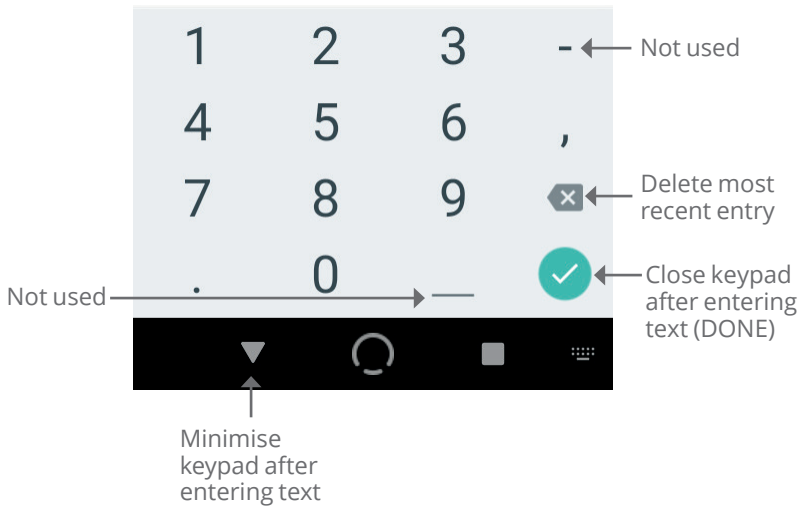 1 2 3 - Not used
4 5 6 ,
7 8 9 Delete most
recent entry
. 0
Not used
Close keypad
after entering
text (DONE)
Minimise
keypad after
entering text